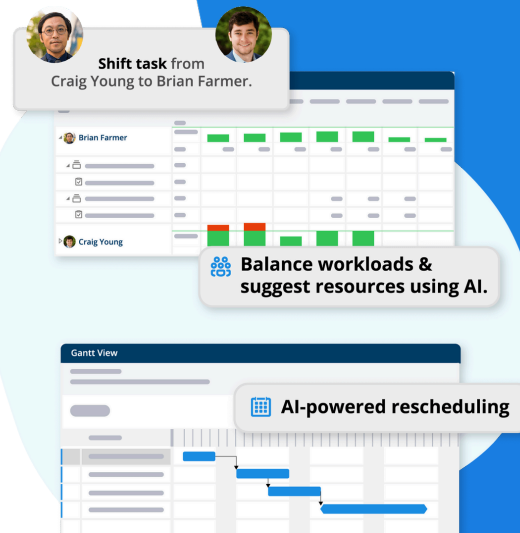 Shift task from
Craig Young to Brian Farmer.
Brian Farmer
Craig Young
Balance workloads &
suggest resources using AI.
Gantt View
AI-powered rescheduling